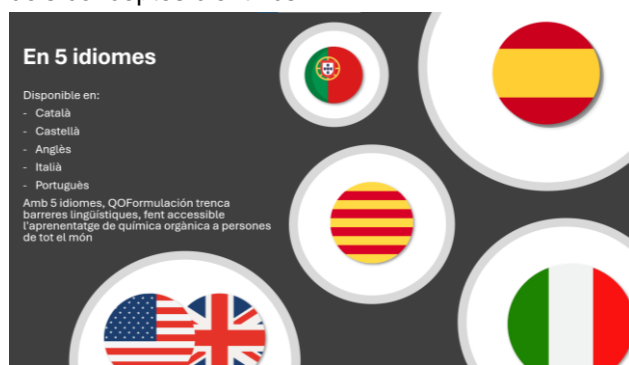 En 5 idiomes
Disponible en:
- Català
- Castellà
- Anglès
- Italià
- Portuguès
Amb 5 idiomes, QOFormulación trenca
barreres lingüístiques, fent accessible
l'aprenentatge de química orgànica a persones
de tot el món